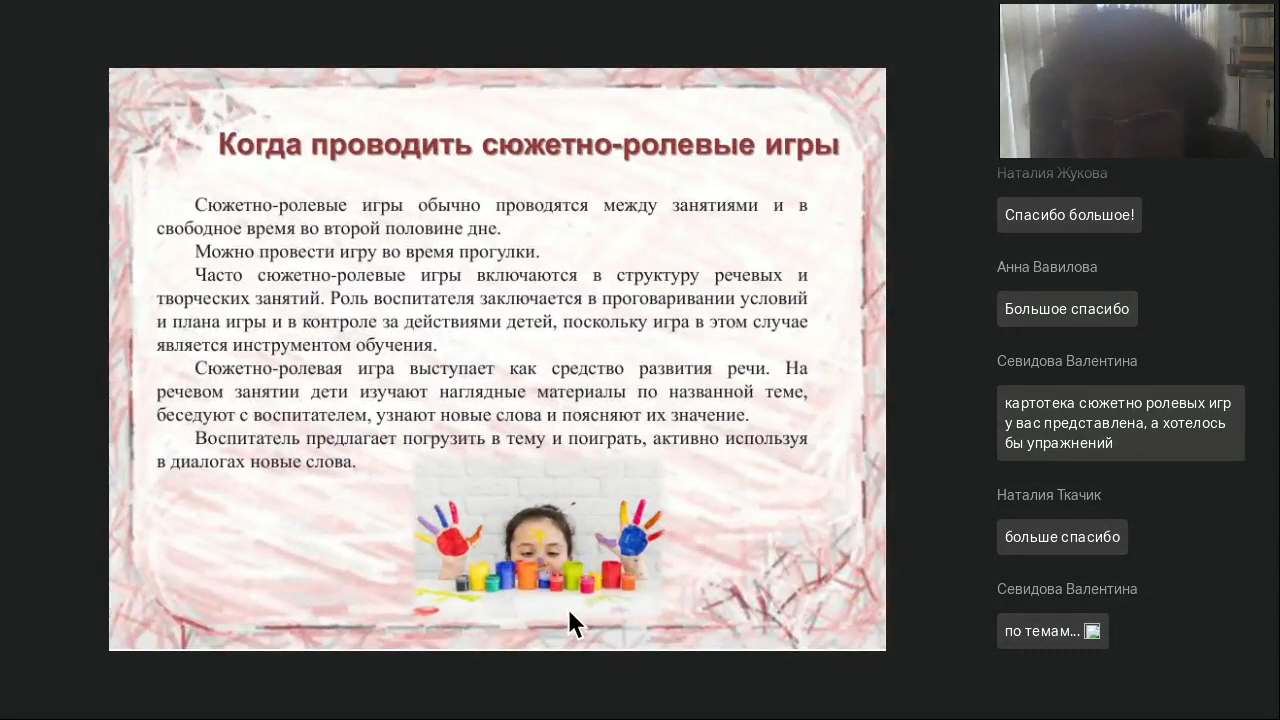 Когда проводить сюжетно-ролевые игры
Сюжетно-ролевые игры обычно проводятся между занятиями и в
свободное время во второй половине дне.
Можно провести игру во время прогулки.
Часто сюжетно-ролевые игры включаются в структуру речевых и
творческих занятий. Роль воспитателя заключается в проговаривании условий
и плана игры и в контроле за действиями детей, поскольку игра в этом случае
является инструментом обучения.
Сюжетно-ролевая игра выступает как средство развития речи. На
речевом занятии дети изучают наглядные материалы по названной теме,
беседуют с воспитателем, узнают новые слова и поясняют их значение.
Воспитатель предлагает погрузить в тему и поиграть, активно используя
в диалогах новые слова.
Наталия Жукова
Спасибо большое!
Анна Вавилова
Большое спасибо
Севидова Валентина
картотека сюжетно ролевых игр
у вас представлена, а хотелось
бы упражнений
Наталия Ткачик
больше спасибо
Севидова Валентина
по темам...